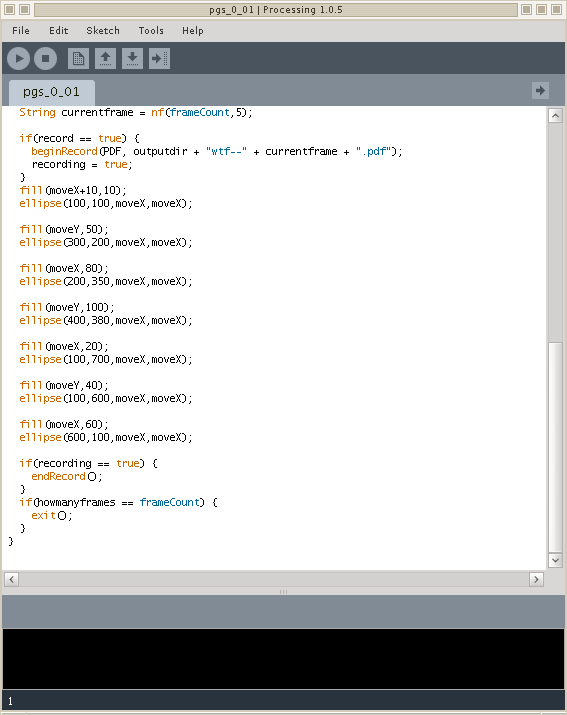 pgs_0_01 | Processing 1.0.5
File Edit Sketch Tools Help
pgs_0_01
String currentframe = nf(frameCount,5);
if(record == true) {
beginRecord(PDF, outputdir + "wtf--" + currentframe + ".pdf");
recording = true;
}
fill(moveX+10,10);
ellipse(100,100,moveX,moveX);
fill(moveY,50);
ellipse(300,200,moveX,moveX);
fill(moveX,80);
ellipse(200,350,moveX,moveX);
fill(moveY,100);
ellipse(400,380,moveX,moveX);
fill(moveX,20);
ellipse(100,700,moveX,moveX);
fill(moveY,40);
ellipse(100,600,moveX,moveX);
fill(moveX,60);
ellipse(600,100,moveX,moveX);
if(recording == true) {
endRecord();
}
if(howmanyframes == frameCount) {
exit();
}
}
1